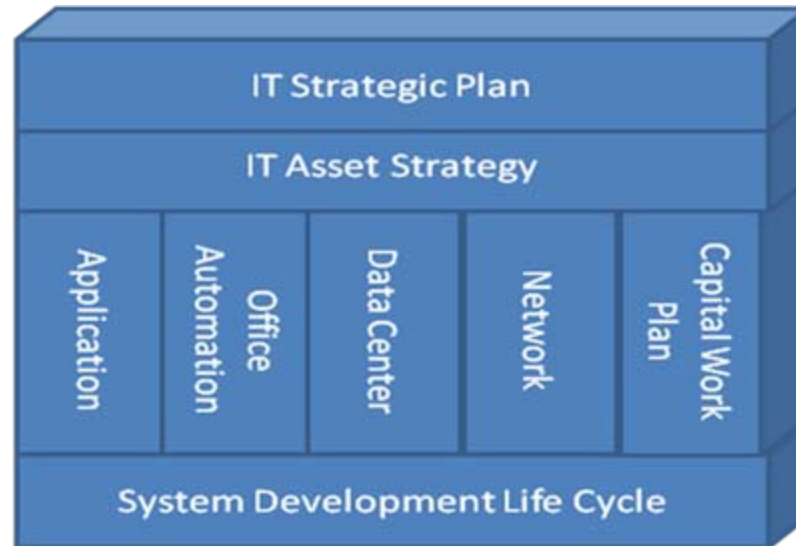 IT Strategic Plan
IT Asset Strategy
Application
Office
Automation
Data Center
Network
Capital Work
Plan
System Development Life Cycle